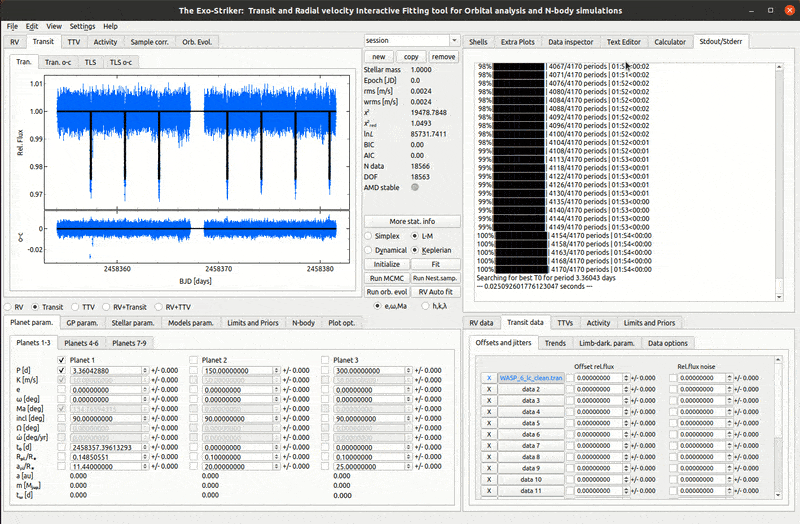 The Exo-Striker: Transit and Radial velocity Interactive Fitting tool for Orbital analysis and N-body simulations
File Edit View Settings Help
RV Transit TTV Activity Sample corr. Orb. Evol.
Tran. Tran. o-c TLS TLS o-c
Rel. Flux
1.01
1.00
0.99
0.98
0.97
o-c
0
-0.02
2458360 2458370 2458380
BJD [days]
session
new copy remove
Stellar mass 1.0000
Epoch [JD] 0.0
rms [m/s] 0.0024
wrms [m/s] 0.0024
χ² 19478.7848
χ² red 1.0493
lnL 85731.7411
BIC 0.00
AIC 0.00
N data 18566
DOF 18563
AMD stable
More stat. info
Simplex L-M
Dynamical Keplerian
Initialize Fit
Run MCMC Run Nest.samp.
Run orb. evol RV Auto fit
e,ω,Ma h,k,λ
Shells Extra Plots Data inspector Text Editor Calculator Stdout/Stderr
98%| | 4067/4170 periods | 01:51<00:02
98%| | 4071/4170 periods | 01:52<00:02
98%| | 4076/4170 periods | 01:52<00:02
98%| | 4080/4170 periods | 01:52<00:02
98%| | 4084/4170 periods | 01:52<00:02
98%| | 4088/4170 periods | 01:52<00:02
98%| | 4092/4170 periods | 01:52<00:02
98%| | 4096/4170 periods | 01:52<00:02
98%| | 4100/4170 periods | 01:52<00:02
99%| | 4108/4170 periods | 01:53<00:01
99%| | 4113/4170 periods | 01:53<00:01
99%| | 4118/4170 periods | 01:53<00:01
99%| | 4122/4170 periods | 01:53<00:01
99%| | 4126/4170 periods | 01:53<00:01
99%| | 4130/4170 periods | 01:53<00:01
99%| | 4135/4170 periods | 01:53<00:00
99%| | 4140/4170 periods | 01:53<00:00
99%| | 4144/4170 periods | 01:53<00:00
99%| | 4149/4170 periods | 01:53<00:00
100%| | 4154/4170 periods | 01:54<00:00
100%| | 4158/4170 periods | 01:54<00:00
100%| | 4163/4170 periods | 01:54<00:00
100%| | 4168/4170 periods | 01:54<00:00
100%| | 4170/4170 periods | 01:54<00:00
Searching for best T0 for period 3.36043 days
--- 0.025092601776123047 seconds ---
RV Transit TTV RV+Transit RV+TTV
Planet param. GP param. Stellar param. Models param. Limits and Priors N-body Plot opt.
Planets 1-3 Planets 4-6 Planets 7-9
Planet 1 Planet 2 Planet 3
P [d] 3.36042880 +/- 0.000 150.00000000 +/- 0.000 300.00000000 +/- 0.000
K [m/s] +/- 0.000 +/- 0.000 +/- 0.000
e 0.00000000 +/- 0.000 0.00000000 +/- 0.000 0.00000000 +/- 0.000
ω [deg] 0.00000000 +/- 0.000 0.00000000 +/- 0.000 0.00000000 +/- 0.000
Ma [deg] +/- 0.000 +/- 0.000 +/- 0.000
incl [deg] 90.00000000 +/- 0.000 90.00000000 +/- 0.000 90.00000000 +/- 0.000
Ω [deg] +/- 0.000 +/- 0.000 +/- 0.000
ω̇ [deg/yr] +/- 0.000 +/- 0.000 +/- 0.000
t₀ [d] 2458357.39613293 +/- 0.000 0.00000000 +/- 0.000 0.00000000 +/- 0.000
Rpl/R⋆ 0.14850551 +/- 0.000 0.10000000 +/- 0.000 0.10000000 +/- 0.000
apl/R⋆ 11.44000000 +/- 0.000 20.00000000 +/- 0.000 25.00000000 +/- 0.000
a [au] 0.000 0.000 0.000
m [Mjup] 0.000 0.000 0.000
tω [d] 0.000 0.000 0.000
RV data Transit data TTVs Activity Limits and Priors
Offsets and jitters Trends Limb-dark. param. Data options
Offset rel.flux Rel.flux noise
X WASP_6_lc_clean.tran 0.00000000 +/- 0.000 0.00000000 +/- 0.000
X data 2 0.00000000 +/- 0.000 0.00000000 +/- 0.000
X data 3 0.00000000 +/- 0.000 0.00000000 +/- 0.000
X data 4 0.00000000 +/- 0.000 0.00000000 +/- 0.000
X data 5 0.00000000 +/- 0.000 0.00000000 +/- 0.000
X data 6 0.00000000 +/- 0.000 0.00000000 +/- 0.000
X data 7 0.00000000 +/- 0.000 0.00000000 +/- 0.000
X data 8 0.00000000 +/- 0.000 0.00000000 +/- 0.000
X data 9 0.00000000 +/- 0.000 0.00000000 +/- 0.000
X data 10 0.00000000 +/- 0.000 0.00000000 +/- 0.000
X data 11 0.00000000 +/- 0.000 0.00000000 +/- 0.000